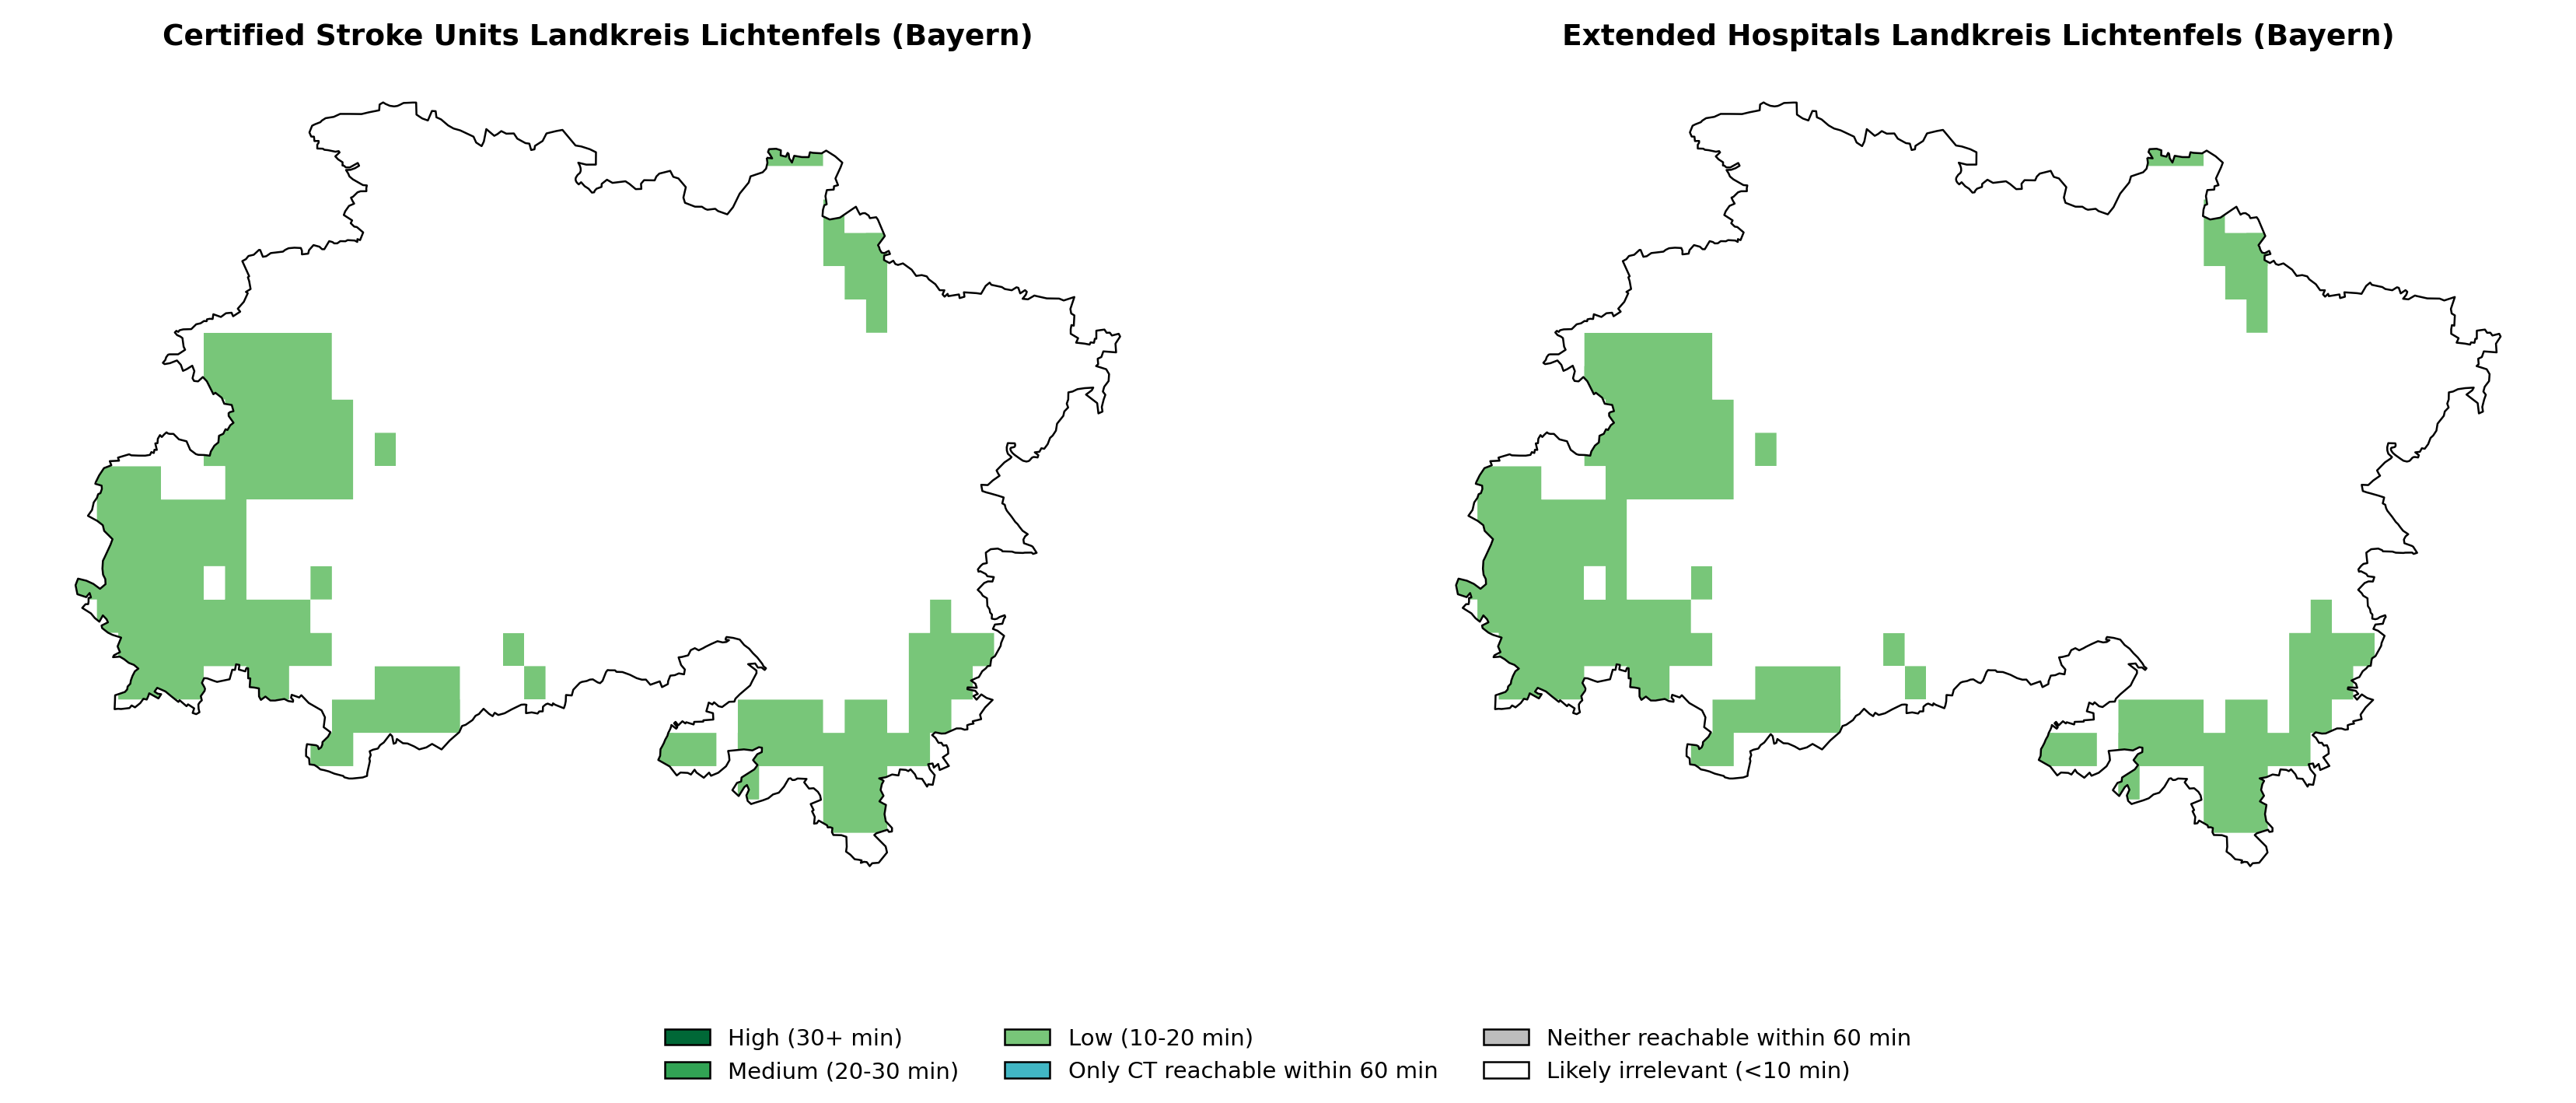 Certified Stroke Units Landkreis Lichtenfels (Bayern)
Extended Hospitals Landkreis Lichtenfels (Bayern)
High (30+ min)
Medium (20-30 min)
Low (10-20 min)
Only CT reachable within 60 min
Neither reachable within 60 min
Likely irrelevant (<10 min)